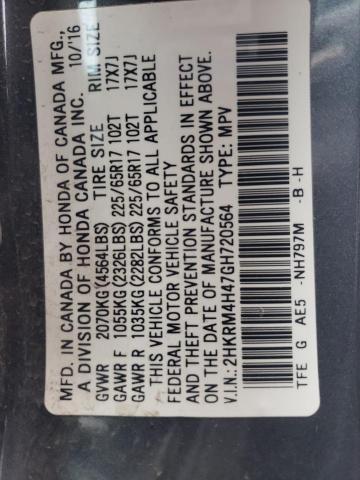 MFD. IN CANADA BY HONDA OF CANADA MFG.,
A DIVISION OF HONDA CANADA INC. 10/'16
GVWR 2070KG(4564LBS) TIRE SIZE RIM SIZE
GAWR F 1055KG(2326LBS) 225/65R17 102T 17X7J
GAWR R 1035KG(2282LBS) 225/65R17 102T 17X7J
THIS VEHICLE CONFORMS TO ALL APPLICABLE
FEDERAL MOTOR VEHICLE SAFETY
AND THEFT PREVENTION STANDARDS IN EFFECT
ON THE DATE OF MANUFACTURE SHOWN ABOVE.
V.I.N.: 2HKRM4H47GH720564 TYPE: MPV
TFE G AE5 -NH797M -B -H